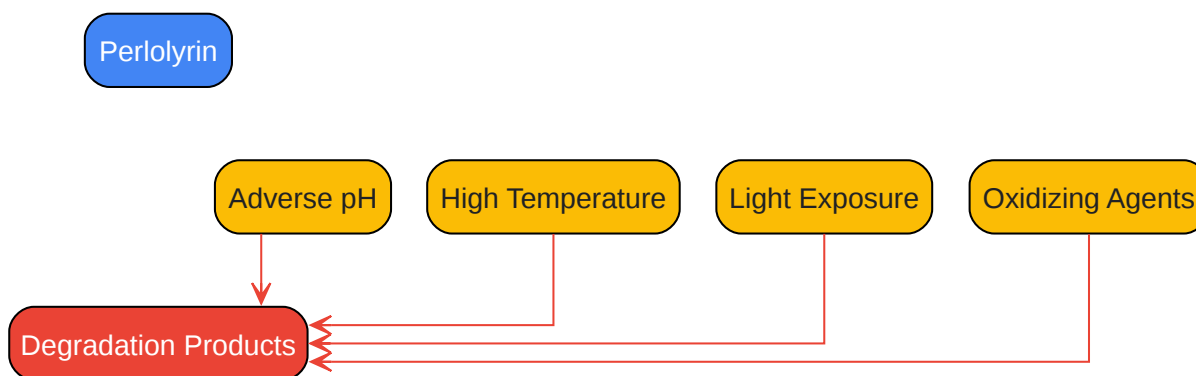 Perlolyrin
Adverse pH
High Temperature
Light Exposure
Oxidizing Agents
Degradation Products